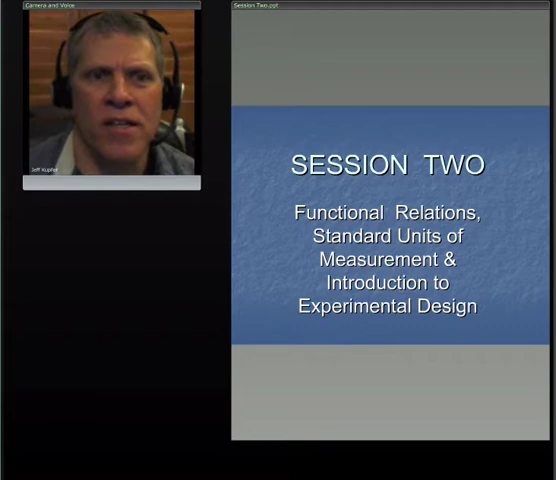 Camera and Voice
Session Two.ppt
Jeff Kupfer
SESSION TWO
Functional Relations,
Standard Units of
Measurement &
Introduction to
Experimental Design